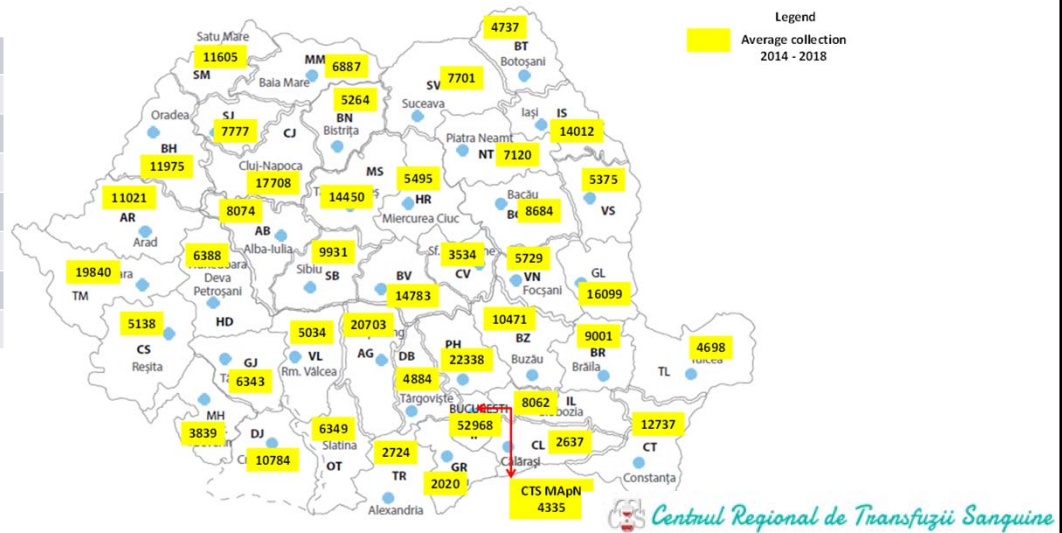 Legend
Average collection
2014 - 2018
4737
BT
Botoșani
Satu Mare
11605
SM
MM
6887
Baia Mare
SV
7701
Suceava
5264
BN
Bistrița
Oradea
BH
11975
SJ
7777
CJ
Cluj-Napoca
17708
Iași
IS
14012
Piatra Neamț
NT
7120
MS
14450
5495
HR
Miercurea Ciuc
5375
VS
Bacău
8684
11021
AR
Arad
8074
AB
Alba-Iulia
6388
Deva
Petroșani
HD
9931
Sibiu
SB
BV
14783
3534
CV
5729
VN
Focșani
GL
16099
19840
TM
5138
CS
Reșița
5034
VL
Rm. Vâlcea
20703
AG
DB
4884
Târgoviște
PH
22338
10471
BZ
Buzău
9001
BR
Brăila
4698
TL
GJ
6343
MH
3839
DJ
10784
6349
Slatina
OT
2724
TR
Alexandria
BUCUREȘTI
52968
GR
2020
8062
IL
CL
2637
Călărași
12737
CT
Constanța
CTS MApN
4335
Centrul Regional de Transfuzii Sanguine